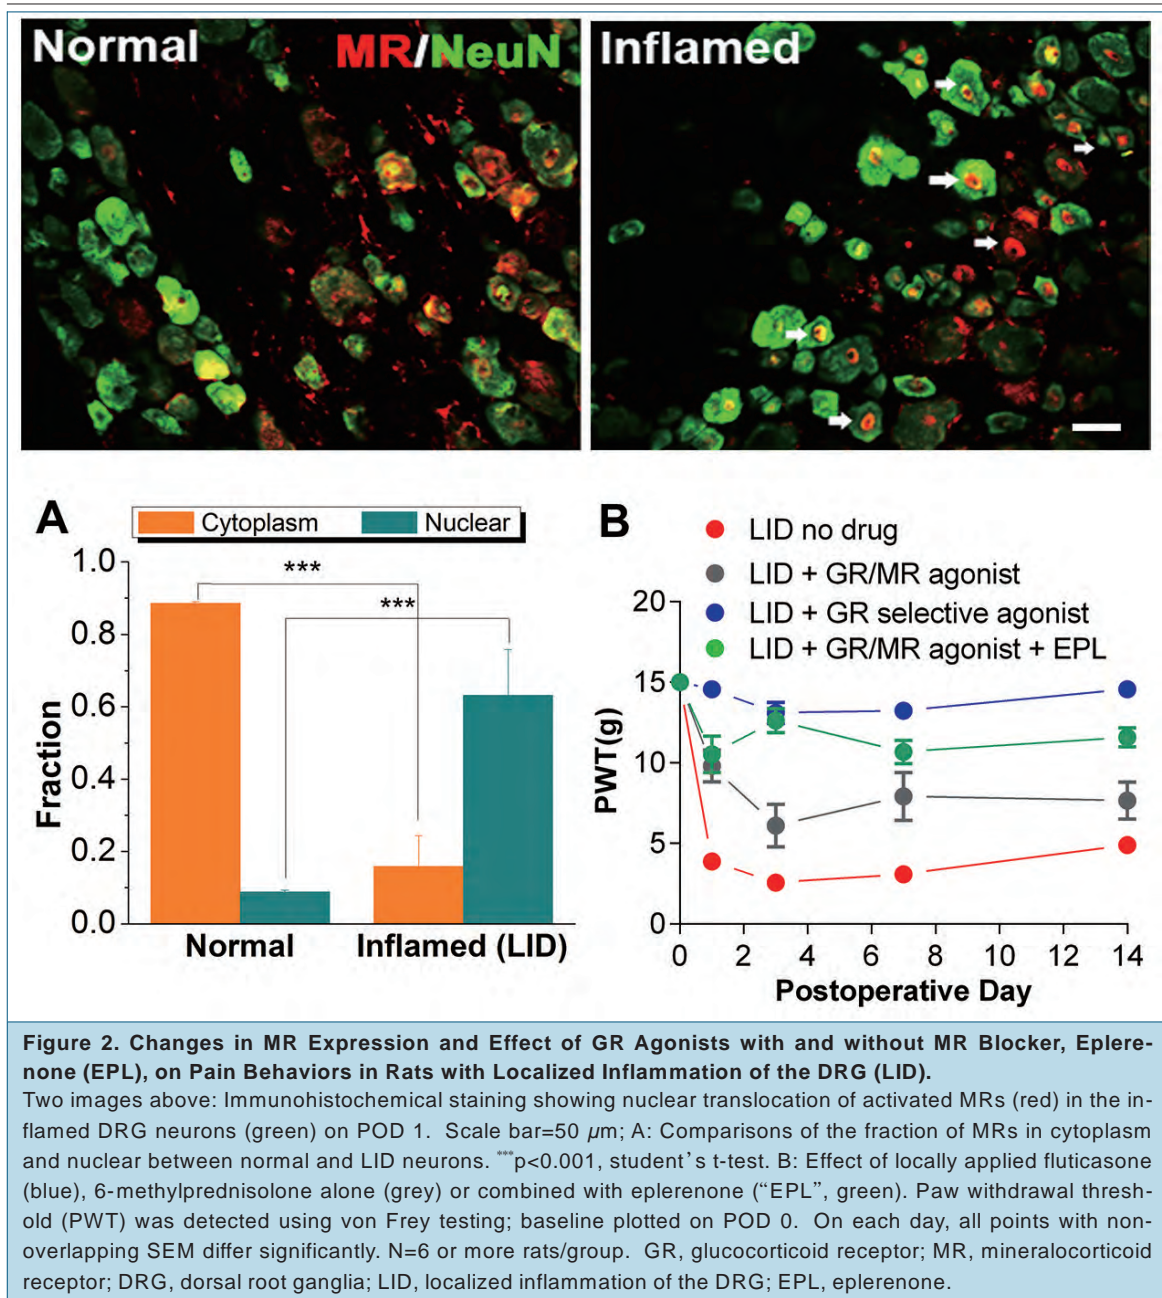 Normal
MR/NeuN
Inflamed
A
Cytoplasm
Nuclear
1.0
0.8
0.6
0.4
0.2
0.0
Fraction
***
***
Normal
Inflamed (LID)
B
LID no drug
LID + GR/MR agonist
LID + GR selective agonist
LID + GR/MR agonist + EPL
20
15
10
5
0
PWT(g)
0 2 4 6 8 10 12 14
Postoperative Day
Figure 2. Changes in MR Expression and Effect of GR Agonists with and without MR Blocker, Eplere-
none (EPL), on Pain Behaviors in Rats with Localized Inflammation of the DRG (LID).
Two images above: Immunohistochemical staining showing nuclear translocation of activated MRs (red) in the in-
flamed DRG neurons (green) on POD 1. Scale bar=50 μm; A: Comparisons of the fraction of MRs in cytoplasm
and nuclear between normal and LID neurons. ***p<0.001, student’s t-test. B: Effect of locally applied fluticasone
(blue), 6-methylprednisolone alone (grey) or combined with eplerenone (“EPL”, green). Paw withdrawal thresh-
old (PWT) was detected using von Frey testing; baseline plotted on POD 0. On each day, all points with non-
overlapping SEM differ significantly. N=6 or more rats/group. GR, glucocorticoid receptor; MR, mineralocorticoid
receptor; DRG, dorsal root ganglia; LID, localized inflammation of the DRG; EPL, eplerenone.